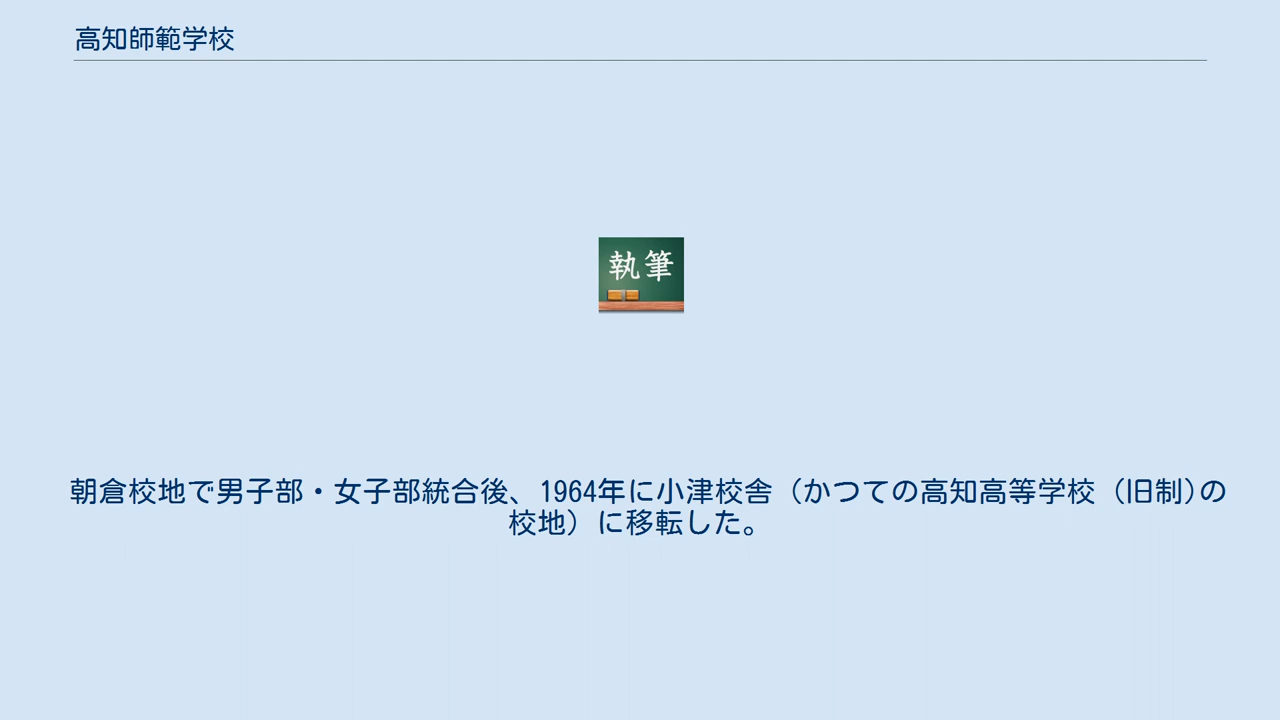 高知師範学校
執筆
朝倉校地で男子部・女子部統合後、1964年に小津校舎（かつての高知高等学校（旧制)の
校地）に移転した。